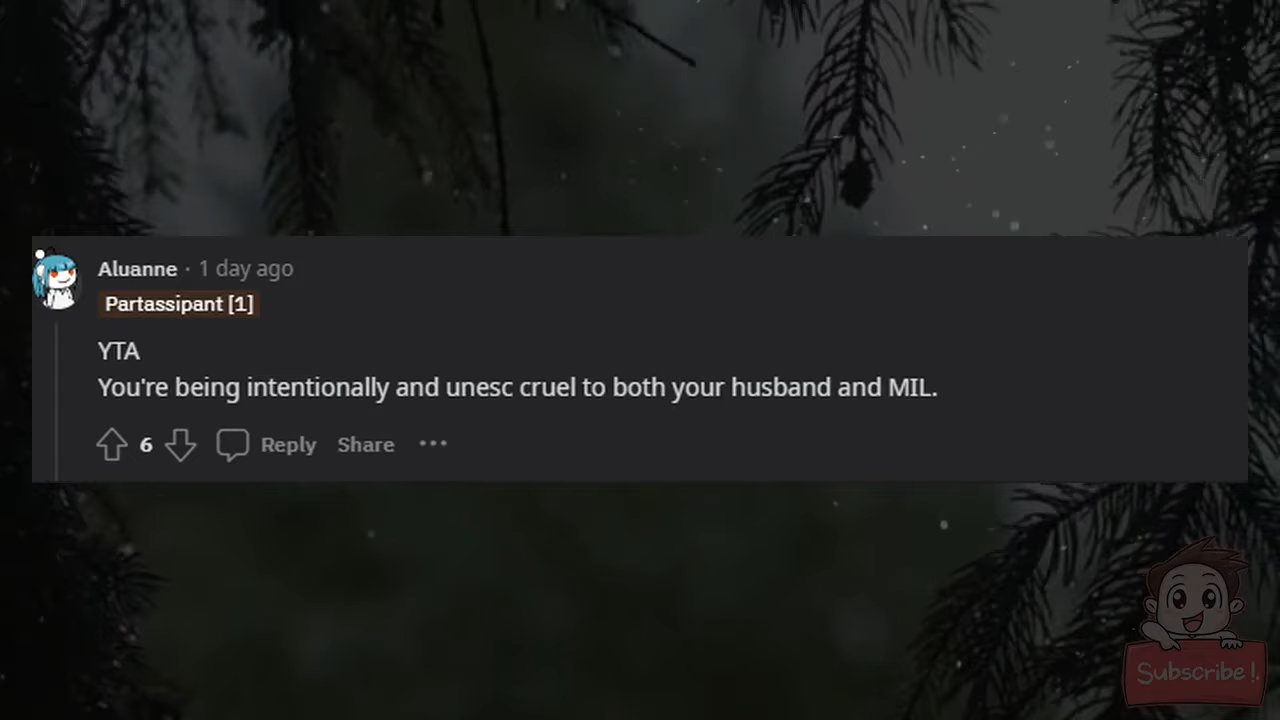 Aluanne · 1 day ago
Partassipant [1]
YTA
You're being intentionally and unesc cruel to both your husband and MIL.
6 Reply Share ···
Subscribe!